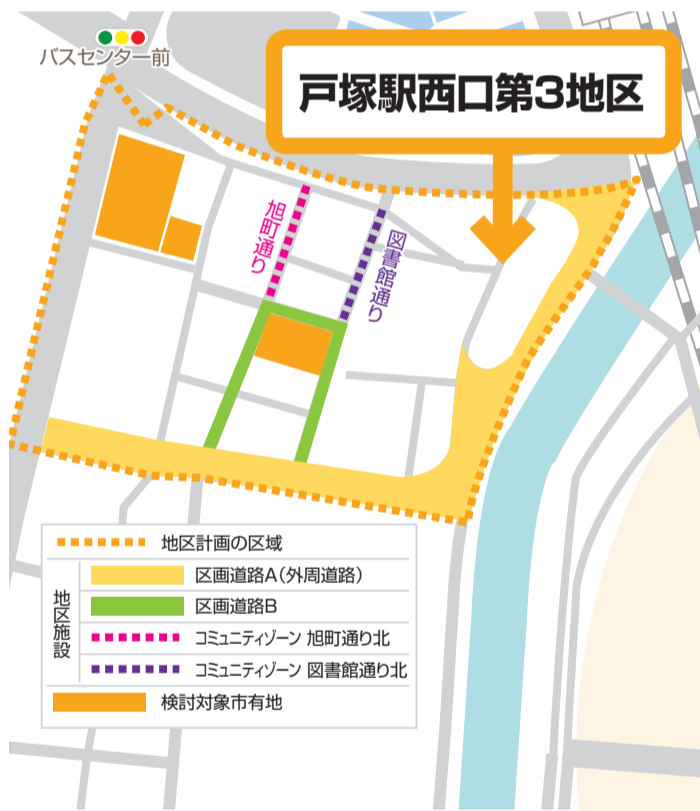 バスセンター前
戸塚駅西口第3地区
旭町通り
図書館通り
地区計画の区域
地区施設
区画道路A(外周道路)
区画道路B
コミュニティゾーン 旭町通り北
コミュニティゾーン 図書館通り北
検討対象市有地